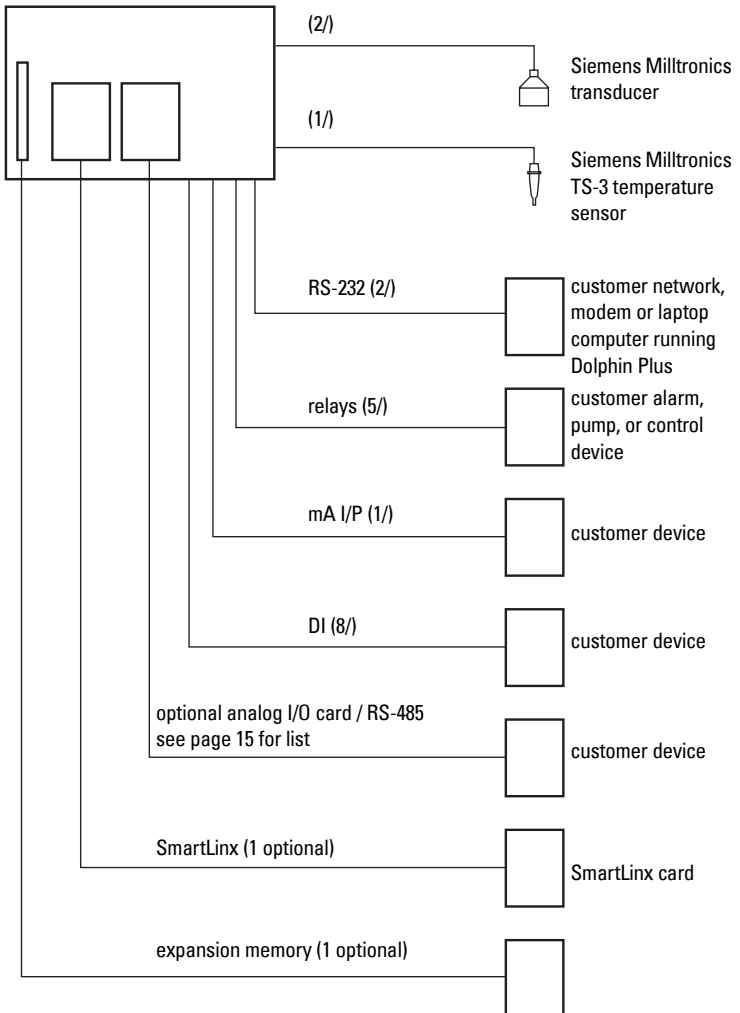 (2/)
Siemens Milltronics
transducer
(1/)
Siemens Milltronics
TS-3 temperature
sensor
RS-232 (2/)
customer network,
modem or laptop
computer running
Dolphin Plus
relays (5/)
customer alarm,
pump, or control
device
mA I/P (1/)
customer device
DI (8/)
customer device
optional analog I/O card / RS-485
see page 15 for list
customer device
SmartLinx (1 optional)
SmartLinx card
expansion memory (1 optional)